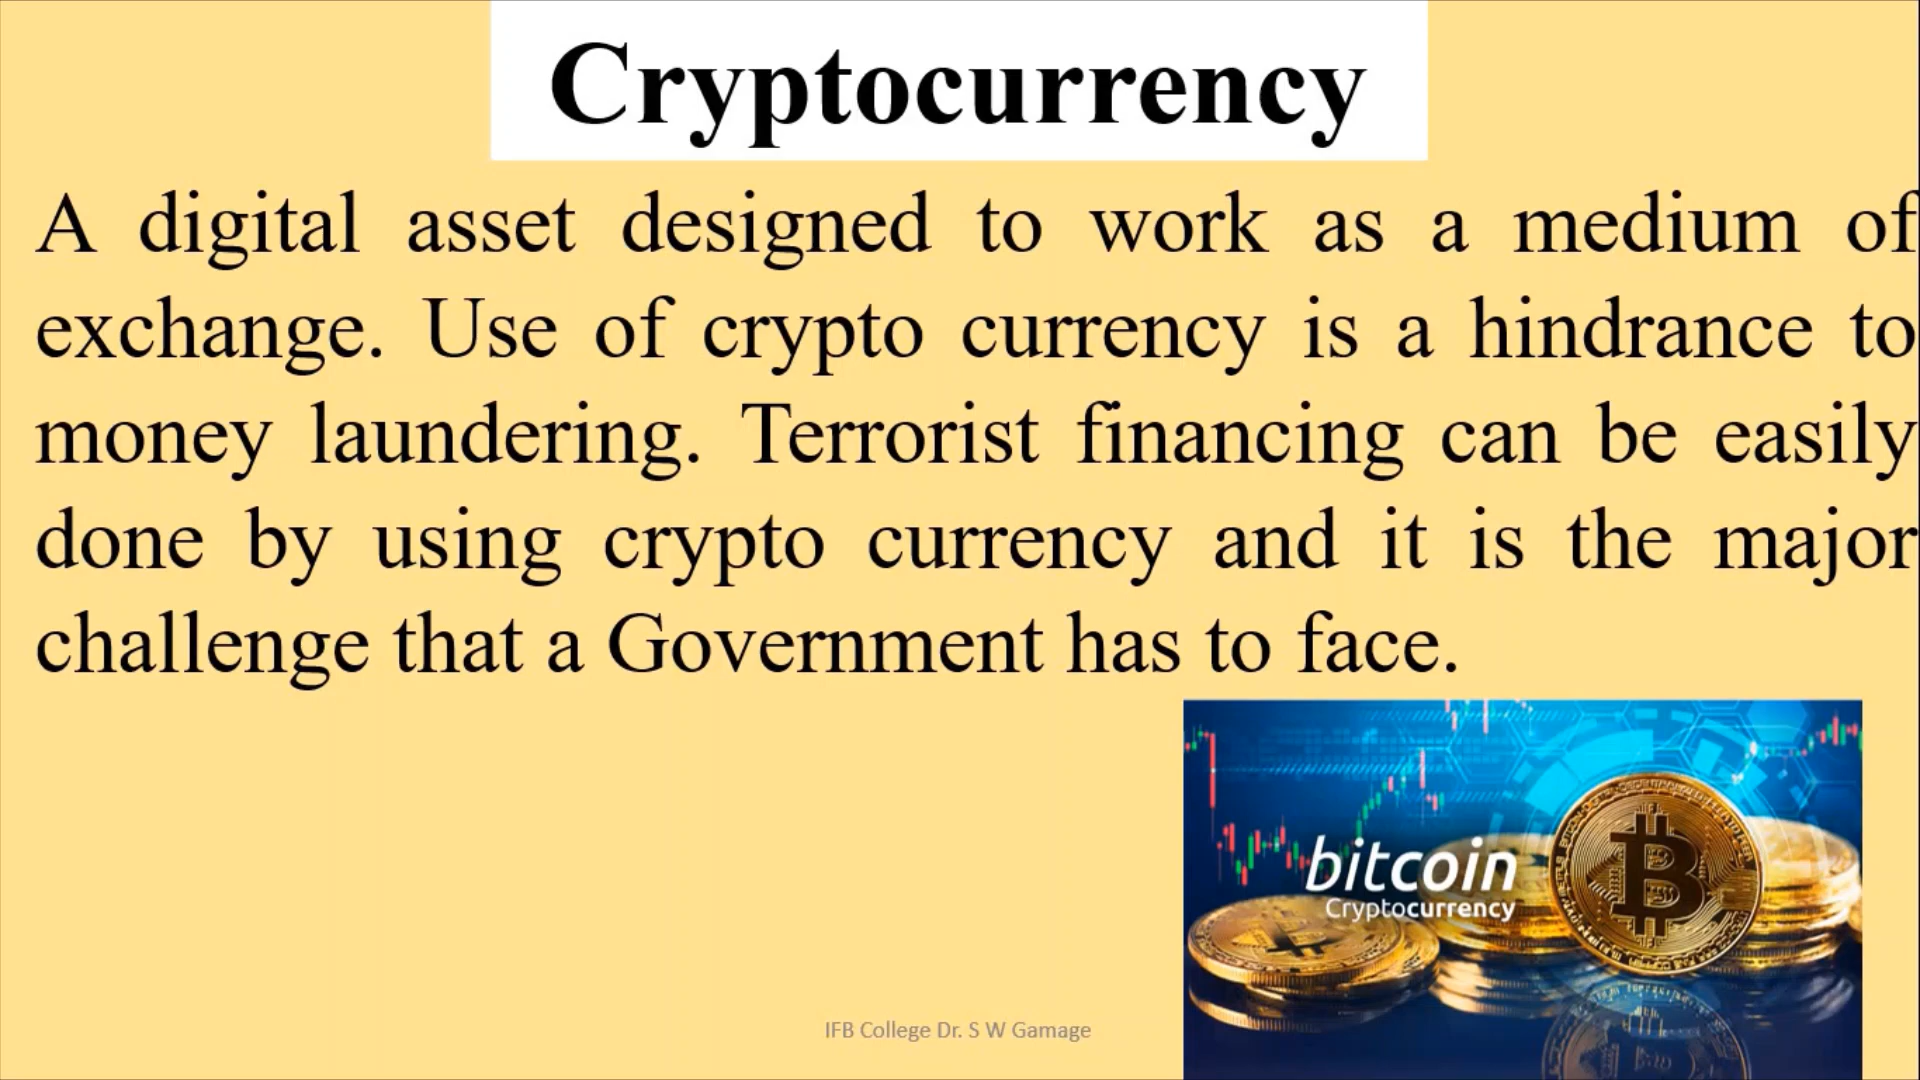 Cryptocurrency
A digital asset designed to work as a medium of
exchange. Use of crypto currency is a hindrance to
money laundering. Terrorist financing can be easily
done by using crypto currency and it is the major
challenge that a Government has to face.
bitcoin
Cryptocurrency
IFB College Dr. S W Gamage